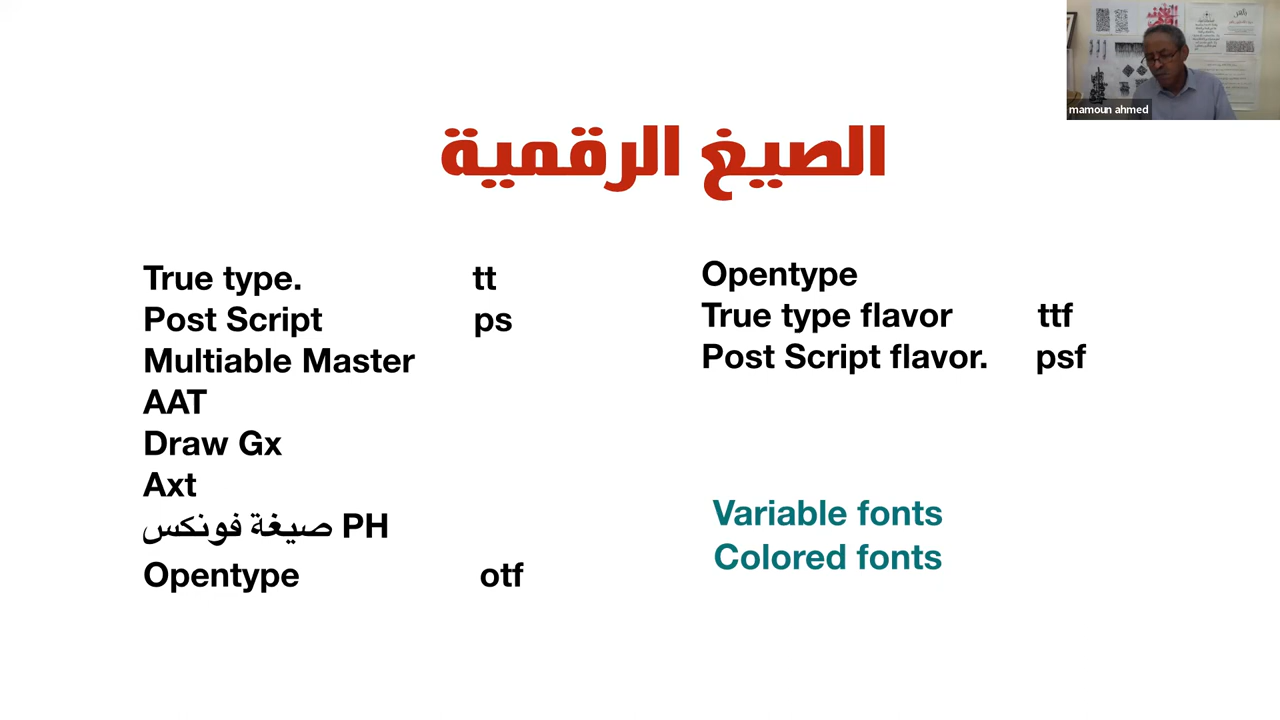 الصيغ الرقمية
True type. tt
Post Script ps
Multiable Master
AAT
Draw Gx
Axt
صيغة فونكس PH
Opentype otf
Opentype
True type flavor ttf
Post Script flavor. psf
Variable fonts
Colored fonts
mamoun ahmed